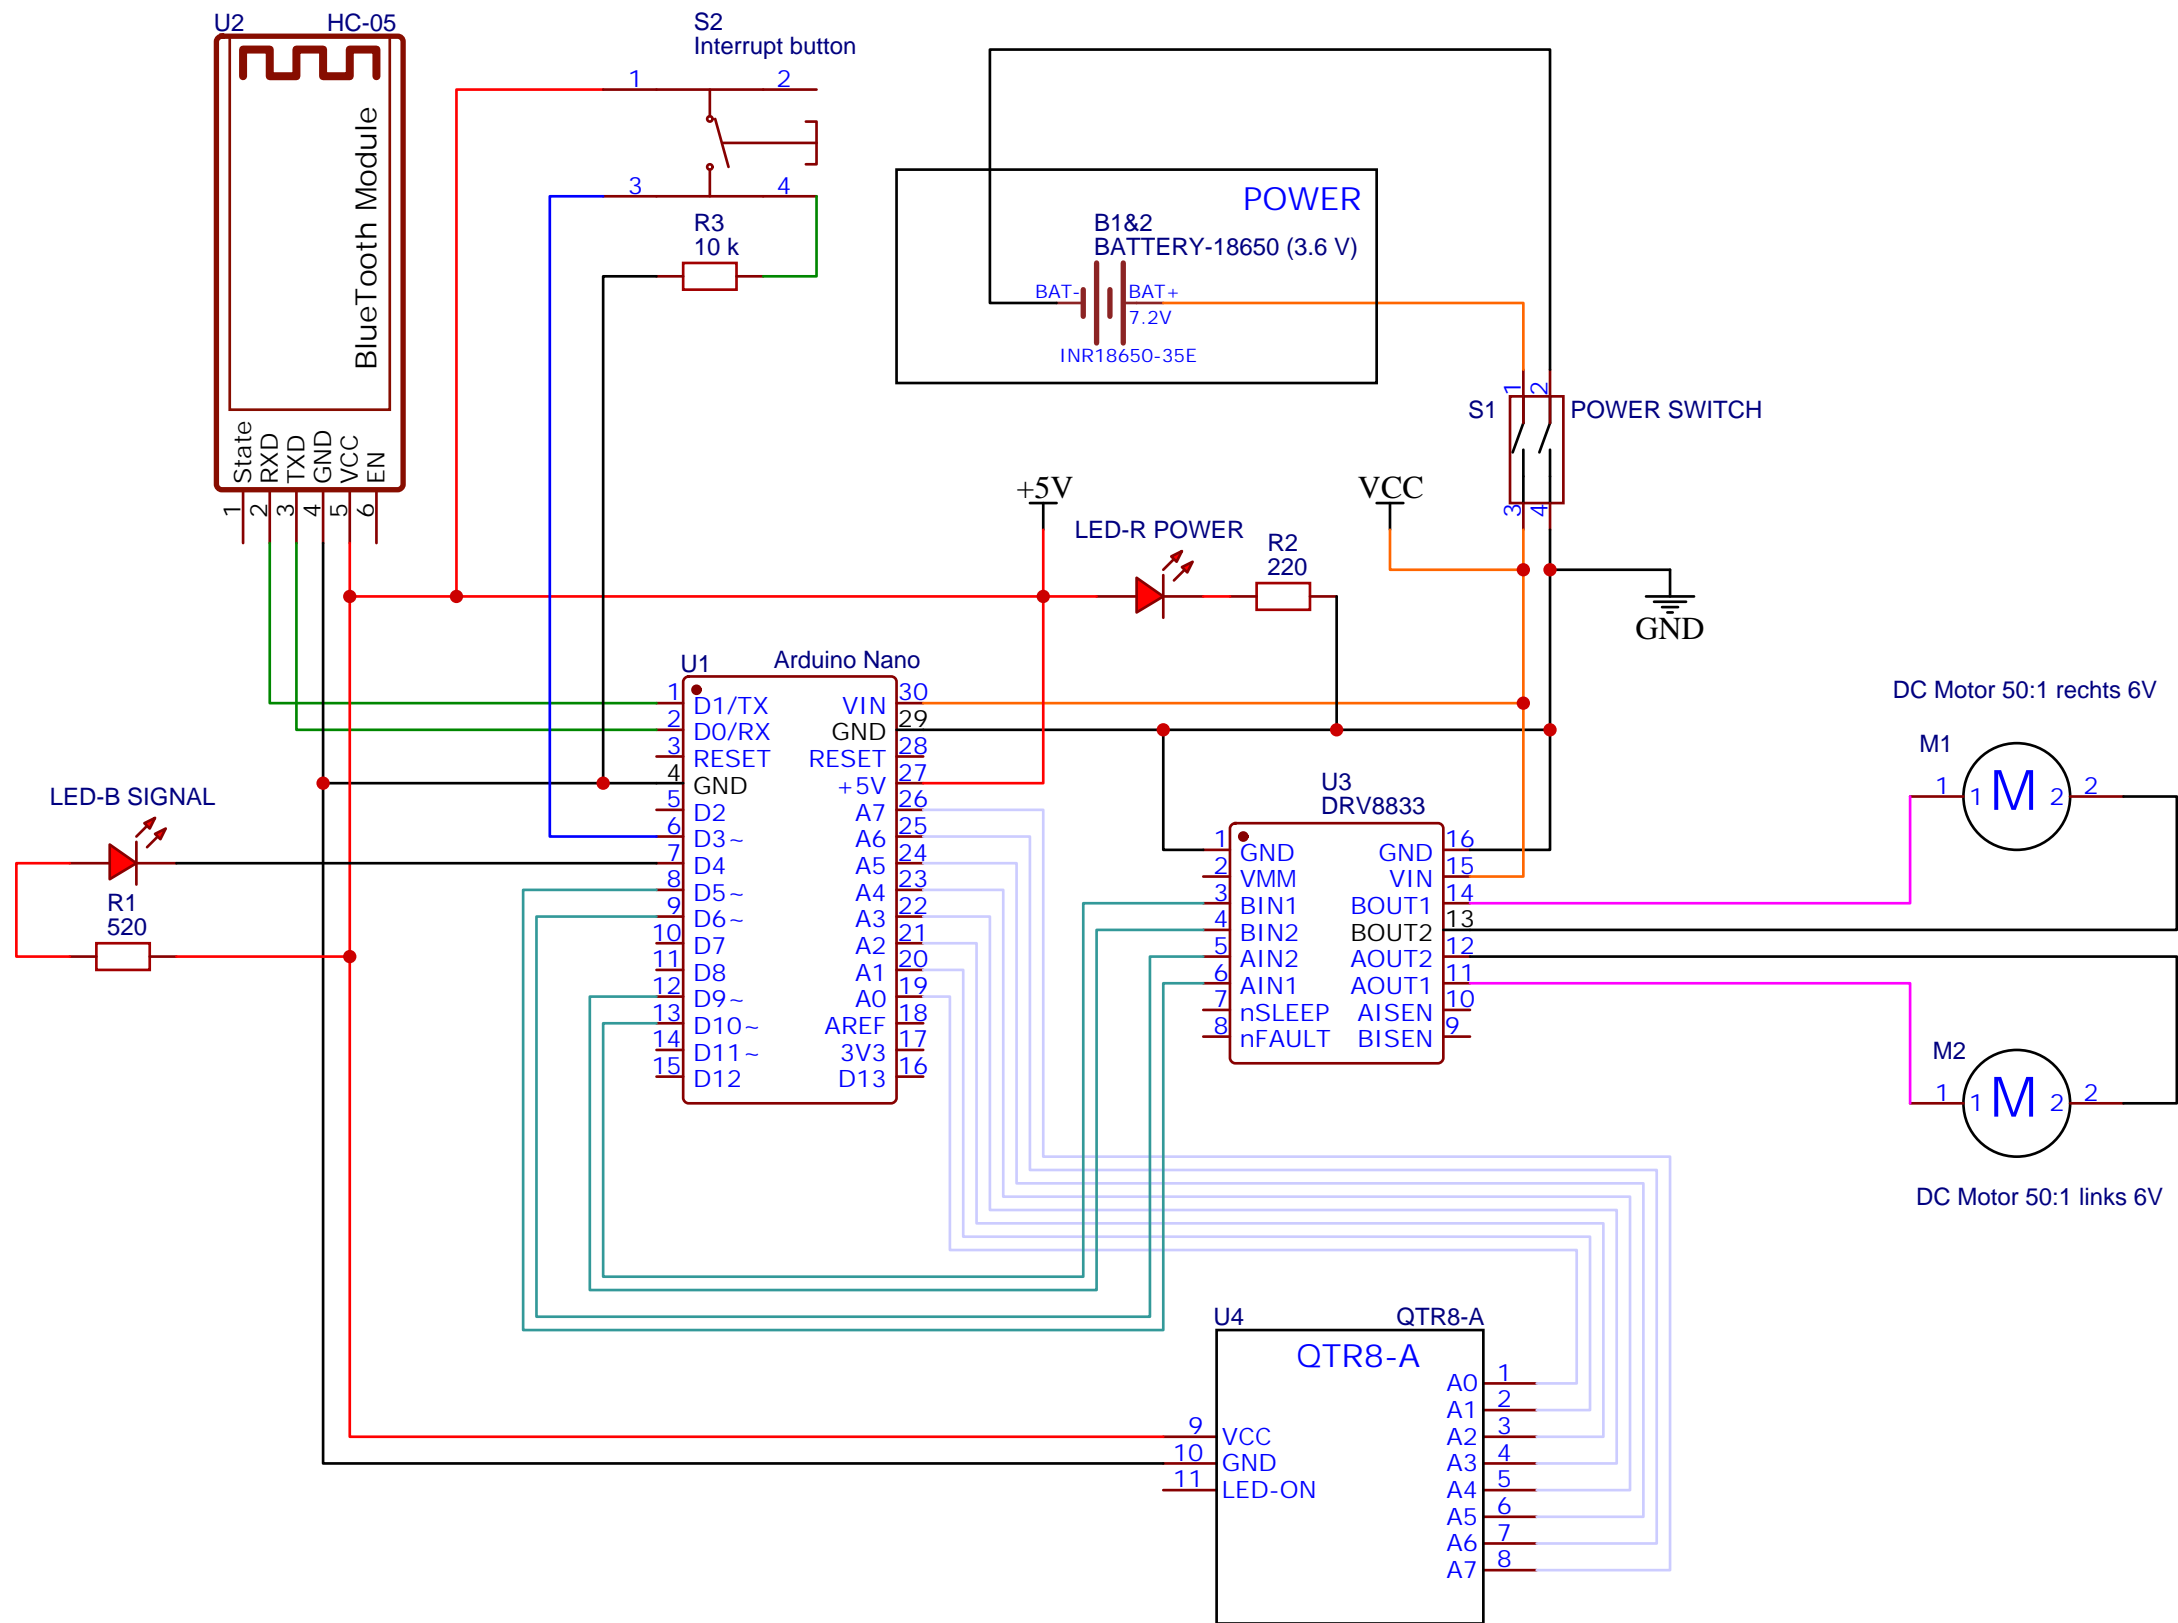 U2 HC-05
BlueTooth Module
State
RXD
TXD
GND
VCC
EN
1
2
3
4
5
6
S2
Interrupt button
1 2
3 4
R3
10 k
POWER
B1&2
BATTERY-18650 (3.6 V)
BAT- BAT+
7.2V
INR18650-35E
1 2
S1 POWER SWITCH
3 4
+5V
VCC
GND
LED-R POWER
R2
220
LED-B SIGNAL
R1
520
U1 Arduino Nano
1 D1/TX VIN 30
2 D0/RX GND 29
3 RESET RESET 28
4 GND +5V 27
5 D2 A7 26
6 D3~ A6 25
7 D4 A5 24
8 D5~ A4 23
9 D6~ A3 22
10 D7 A2 21
11 D8 A1 20
12 D9~ A0 19
13 D10~ AREF 18
14 D11~ 3V3 17
15 D12 D13 16
U3
DRV8833
1 GND GND 16
2 VMM VIN 15
3 BIN1 BOUT1 14
4 BIN2 BOUT2 13
5 AIN2 AOUT2 12
6 AIN1 AOUT1 11
7 nSLEEP AISEN 10
8 nFAULT BISEN 9
DC Motor 50:1 rechts 6V
M1
1 1 M 2 2
M2
1 1 M 2 2
DC Motor 50:1 links 6V
U4 QTR8-A
QTR8-A
A0 1
A1 2
A2 3
A3 4
A4 5
A5 6
A6 7
A7 8
9 VCC
10 GND
11 LED-ON